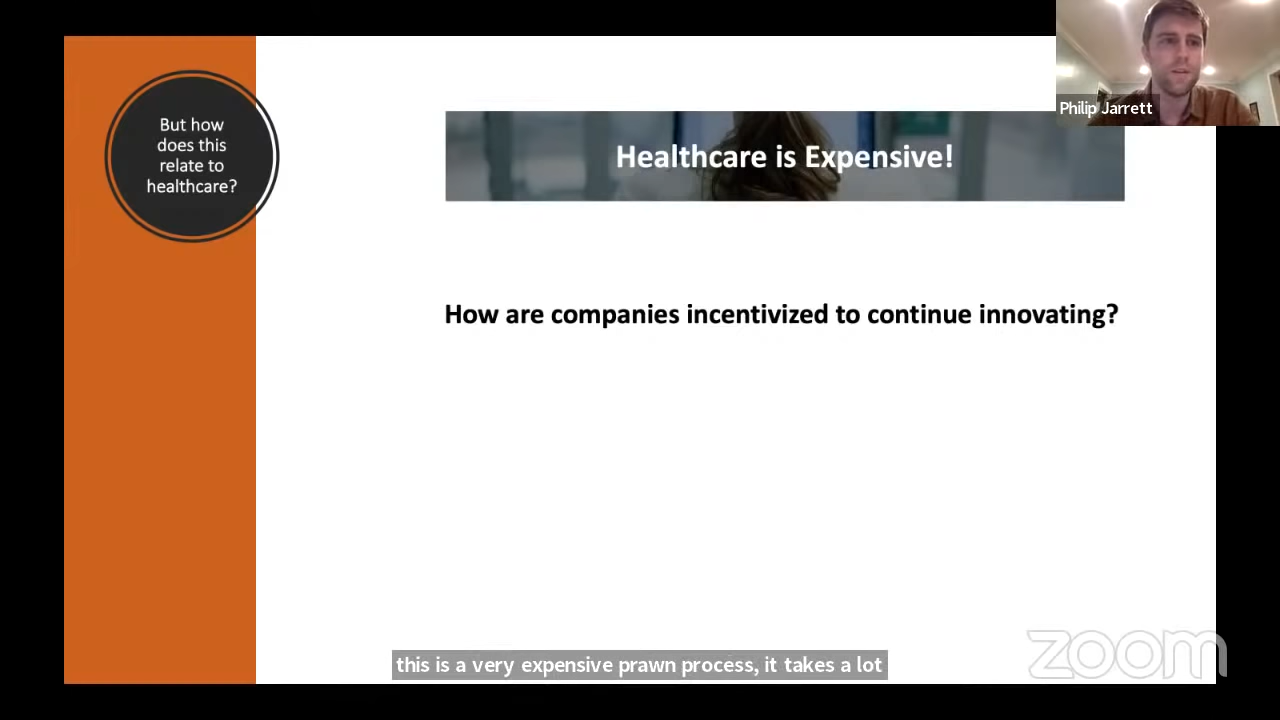 But how
does this
relate to
healthcare?
Healthcare is Expensive!
Philip Jarrett
How are companies incentivized to continue innovating?
this is a very expensive prawn process, it takes a lot
zoom